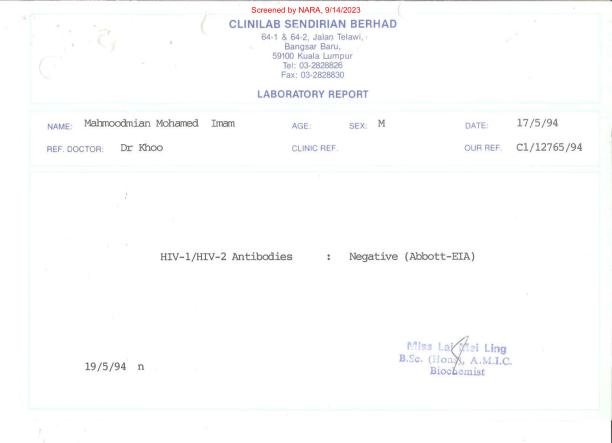 Screened by NARA, 9/14/2023
CLINILAB SENDIRIAN BERHAD
64-1 & 64-2, Jalan Telawi,
Bangsar Baru,
59100 Kuala Lumpur
Tel: 03-2828826
Fax: 03-2828830
LABORATORY REPORT
NAME: Mahmoodmian Mohamed Imam AGE: SEX: M DATE: 17/5/94
REF. DOCTOR: Dr Khoo CLINIC REF. OUR REF. C1/12765/94
HIV-1/HIV-2 Antibodies : Negative (Abbott-EIA)
Miss Lai Mei Ling
B.Sc. (Hons), A.M.I.C.
Biochemist
19/5/94 n